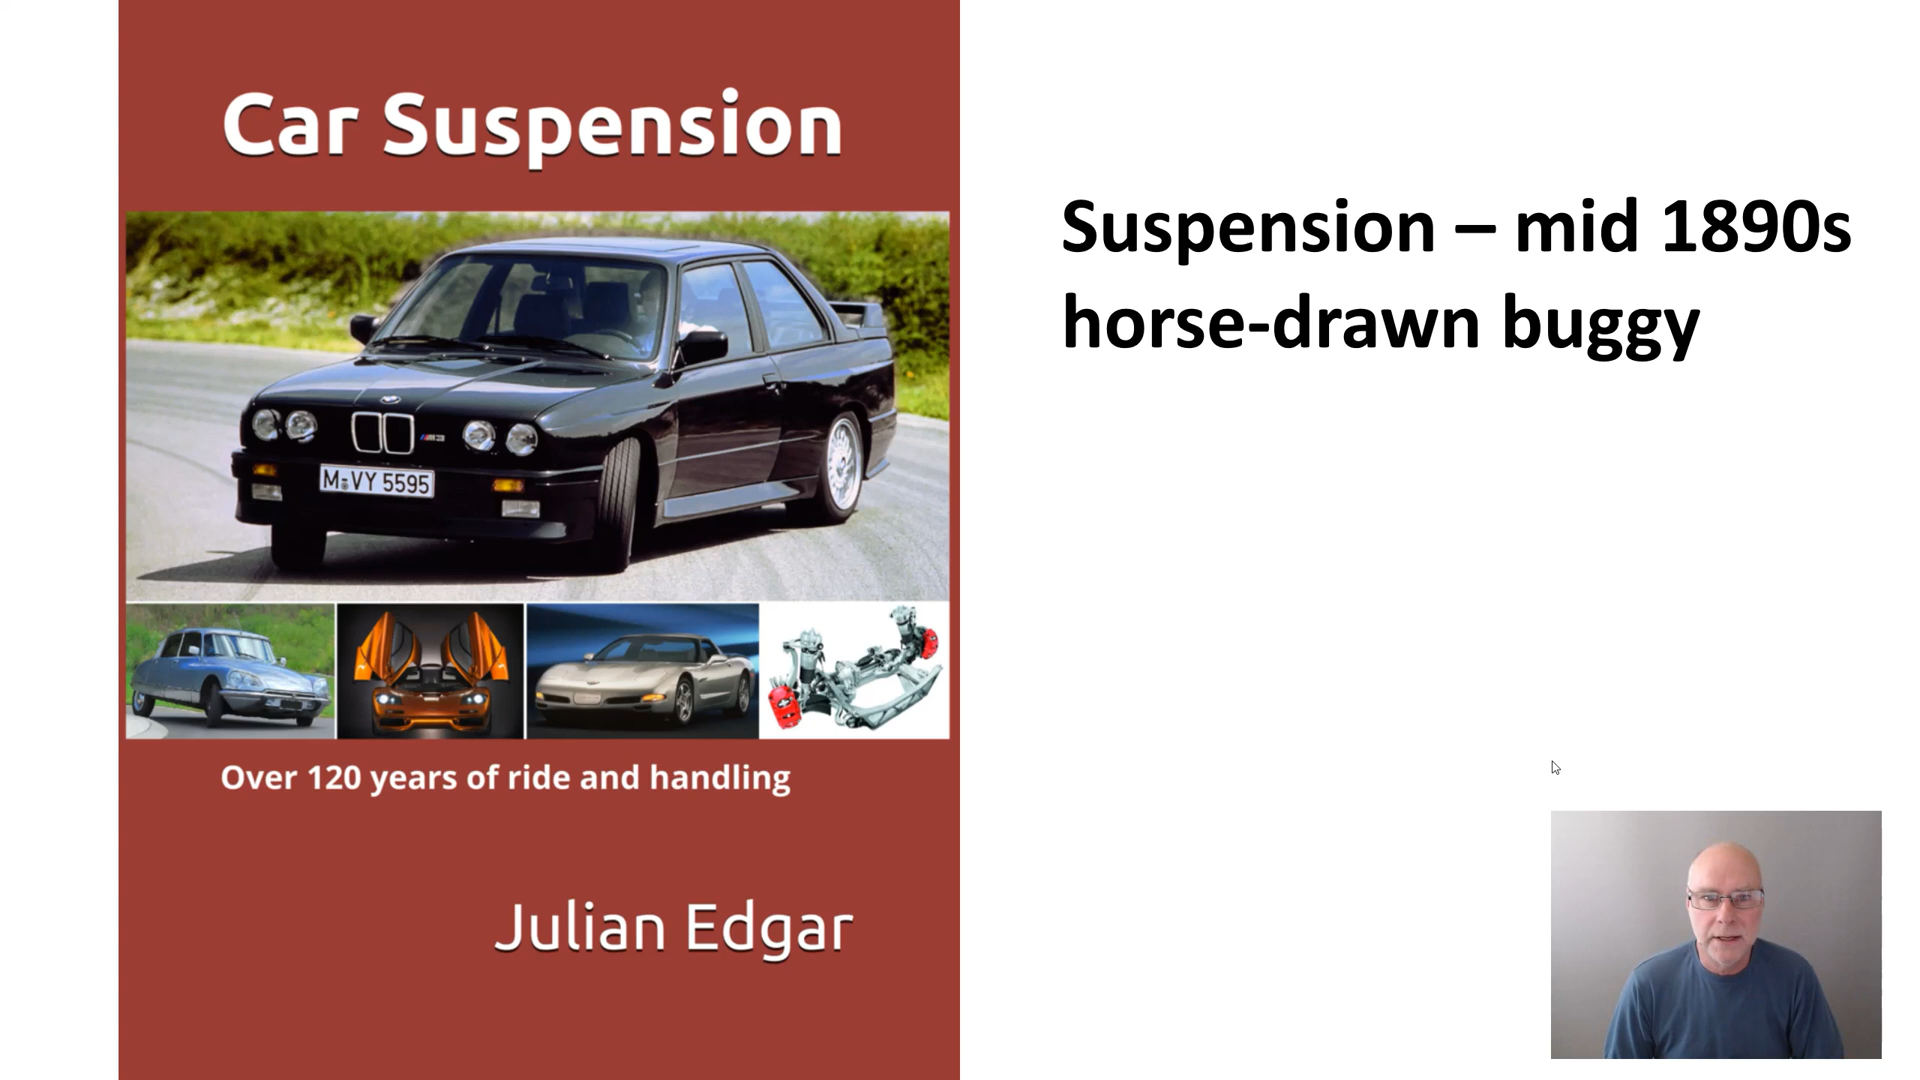 Car Suspension
M-VY 5595
Over 120 years of ride and handling
Julian Edgar
Suspension – mid 1890s
horse-drawn buggy